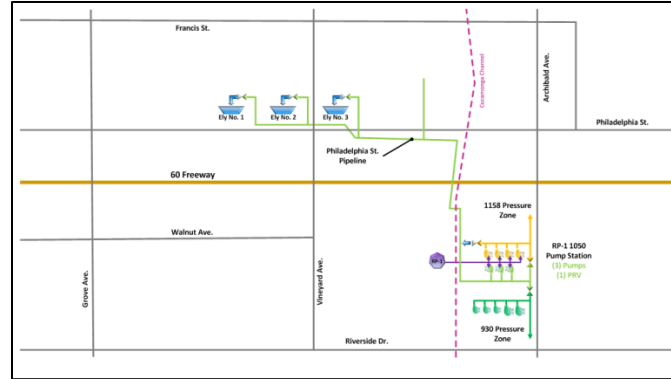 Francis St.
Cucamonga Channel
Archibald Ave.
Ely No. 1
Ely No. 2
Ely No. 3
Philadelphia St.
Philadelphia St.
Pipeline
60 Freeway
1158 Pressure
Zone
Walnut Ave.
RP-1
RP-1 1050
Pump Station
(3) Pumps
(1) PRV
Grove Ave.
Vineyard Ave.
930 Pressure
Zone
Riverside Dr.